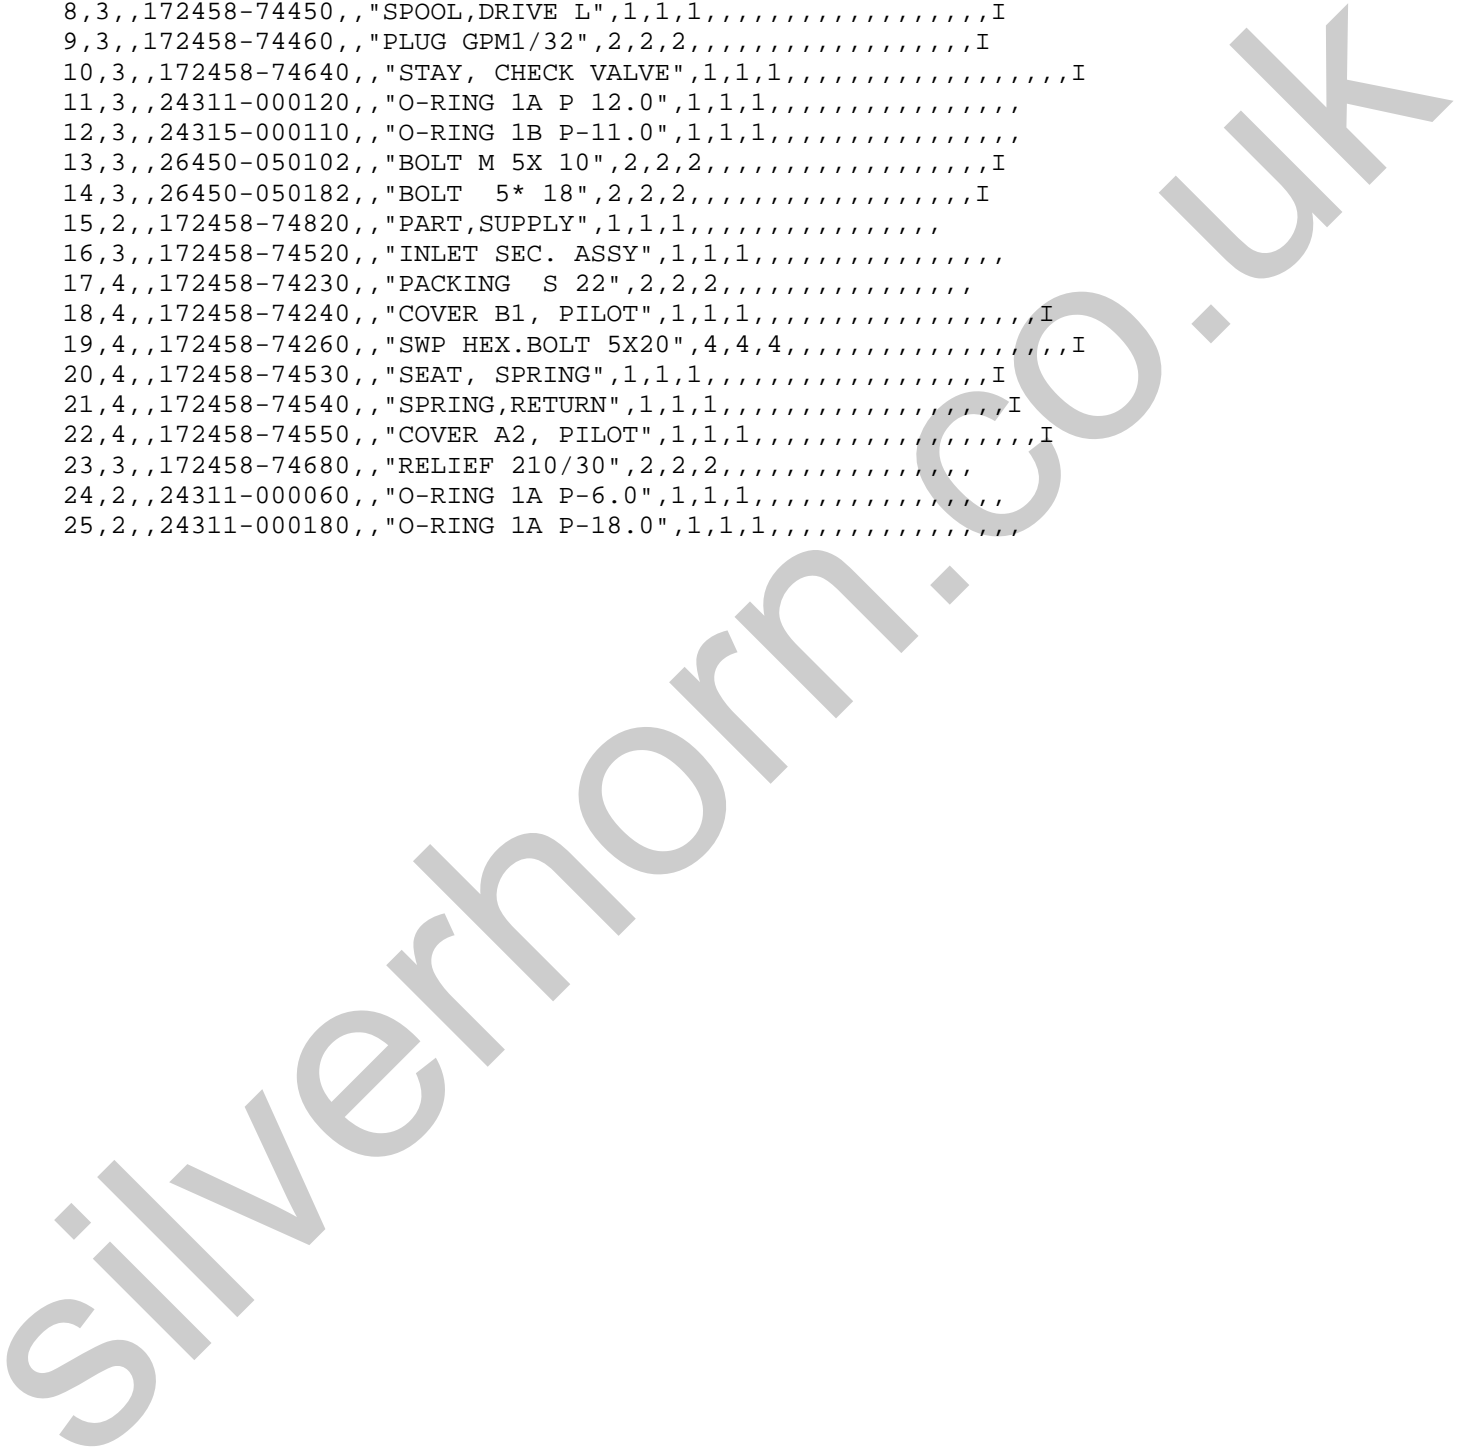 8,3,,172458-74450,,"SPOOL,DRIVE L",1,1,1,,,,,,,,,,,,,,,,,,I
9,3,,172458-74460,,"PLUG GPM1/32",2,2,2,,,,,,,,,,,,,,,,,,I
10,3,,172458-74640,,"STAY, CHECK VALVE",1,1,1,,,,,,,,,,,,,,,,,,I
11,3,,24311-000120,,"O-RING 1A P 12.0",1,1,1,,,,,,,,,,,,,,,,
12,3,,24315-000110,,"O-RING 1B P-11.0",1,1,1,,,,,,,,,,,,,,,,
13,3,,26450-050102,,"BOLT M 5X 10",2,2,2,,,,,,,,,,,,,,,,,,I
14,3,,26450-050182,,"BOLT  5* 18",2,2,2,,,,,,,,,,,,,,,,,,I
15,2,,172458-74820,,"PART,SUPPLY",1,1,1,,,,,,,,,,,,,,,,
16,3,,172458-74520,,"INLET SEC. ASSY",1,1,1,,,,,,,,,,,,,,,,
17,4,,172458-74230,,"PACKING  S 22",2,2,2,,,,,,,,,,,,,,,,
18,4,,172458-74240,,"COVER B1, PILOT",1,1,1,,,,,,,,,,,,,,,,,,I
19,4,,172458-74260,,"SWP HEX.BOLT 5X20",4,4,4,,,,,,,,,,,,,,,,,,I
20,4,,172458-74530,,"SEAT, SPRING",1,1,1,,,,,,,,,,,,,,,,,,I
21,4,,172458-74540,,"SPRING,RETURN",1,1,1,,,,,,,,,,,,,,,,,,I
22,4,,172458-74550,,"COVER A2, PILOT",1,1,1,,,,,,,,,,,,,,,,,,I
23,3,,172458-74680,,"RELIEF 210/30",2,2,2,,,,,,,,,,,,,,,,
24,2,,24311-000060,,"O-RING 1A P-6.0",1,1,1,,,,,,,,,,,,,,,,
25,2,,24311-000180,,"O-RING 1A P-18.0",1,1,1,,,,,,,,,,,,,,,,
silverhorn.co.uk